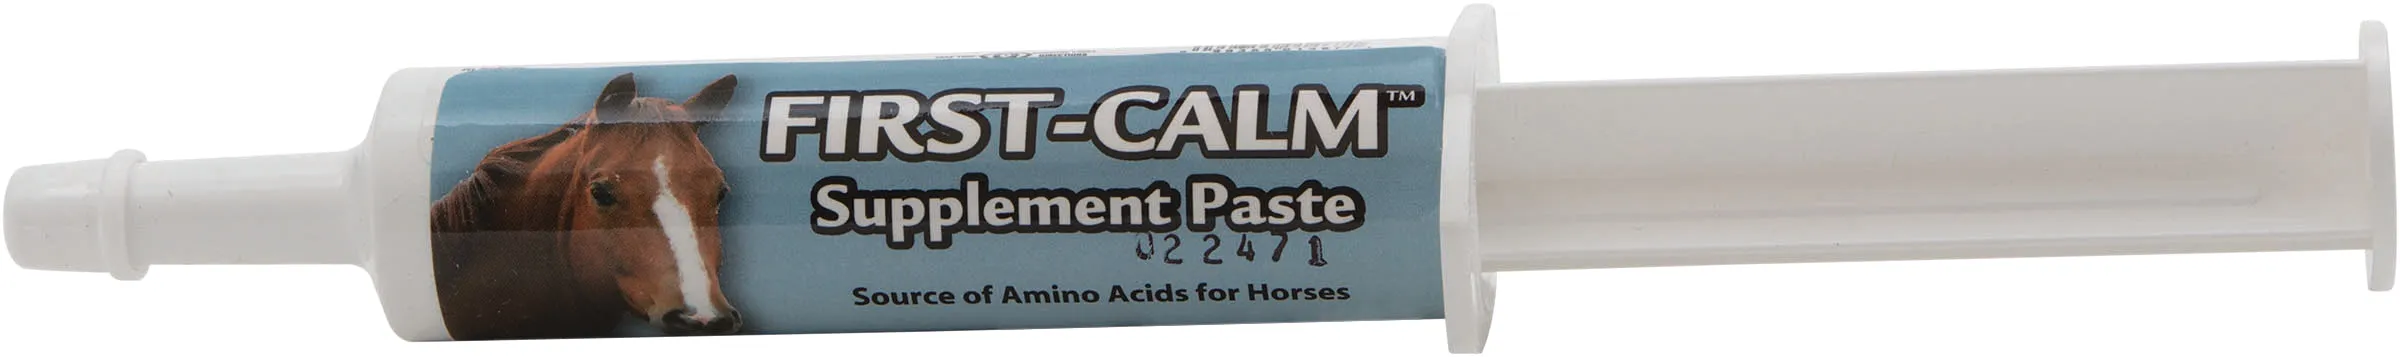 FIRST-CALM™
Supplement Paste
022471
Source of Amino Acids for Horses